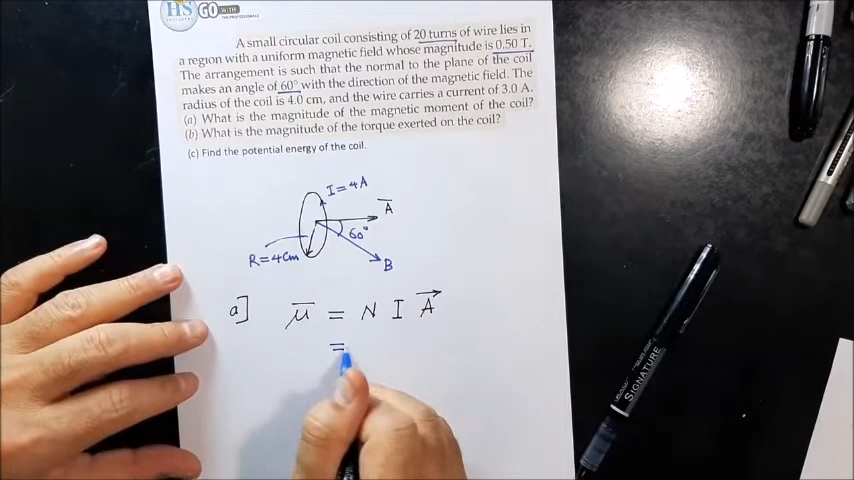 HS
GO WITH
THE PROFESSIONALS
A small circular coil consisting of 20 turns of wire lies in
a region with a uniform magnetic field whose magnitude is 0.50 T.
The arrangement is such that the normal to the plane of the coil
makes an angle of 60° with the direction of the magnetic field. The
radius of the coil is 4.0 cm, and the wire carries a current of 3.0 A.
(a) What is the magnitude of the magnetic moment of the coil?
(b) What is the magnitude of the torque exerted on the coil?
(c) Find the potential energy of the coil.
I = 4A
A
60°
R = 4Cm
B
a] μ = N I A
=
SIGNATURE